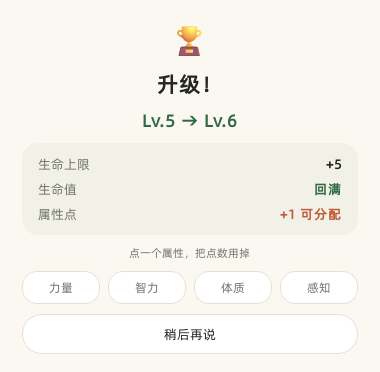 升级！
Lv.5 → Lv.6
生命上限 +5
生命值 回满
属性点 +1 可分配
点一个属性，把点数用掉
力量 智力 体质 感知
稍后再说